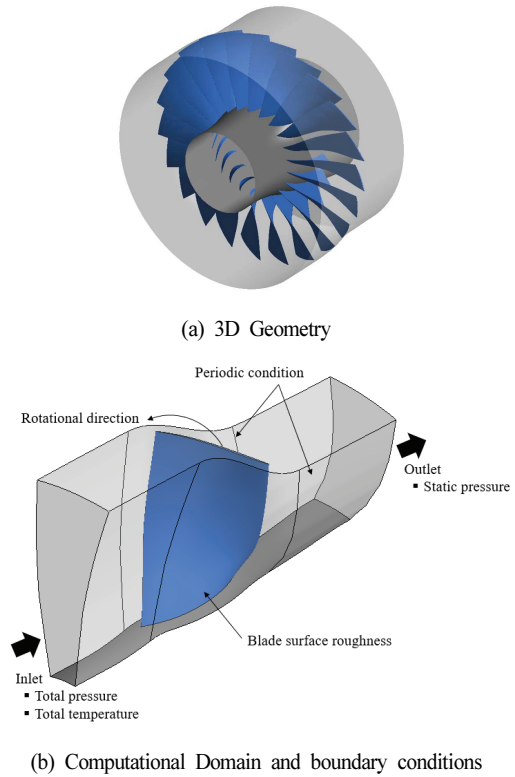 (a) 3D Geometry
Periodic condition
Rotational direction
Outlet
▪ Static pressure
Blade surface roughness
Inlet
▪ Total pressure
▪ Total temperature
(b) Computational Domain and boundary conditions